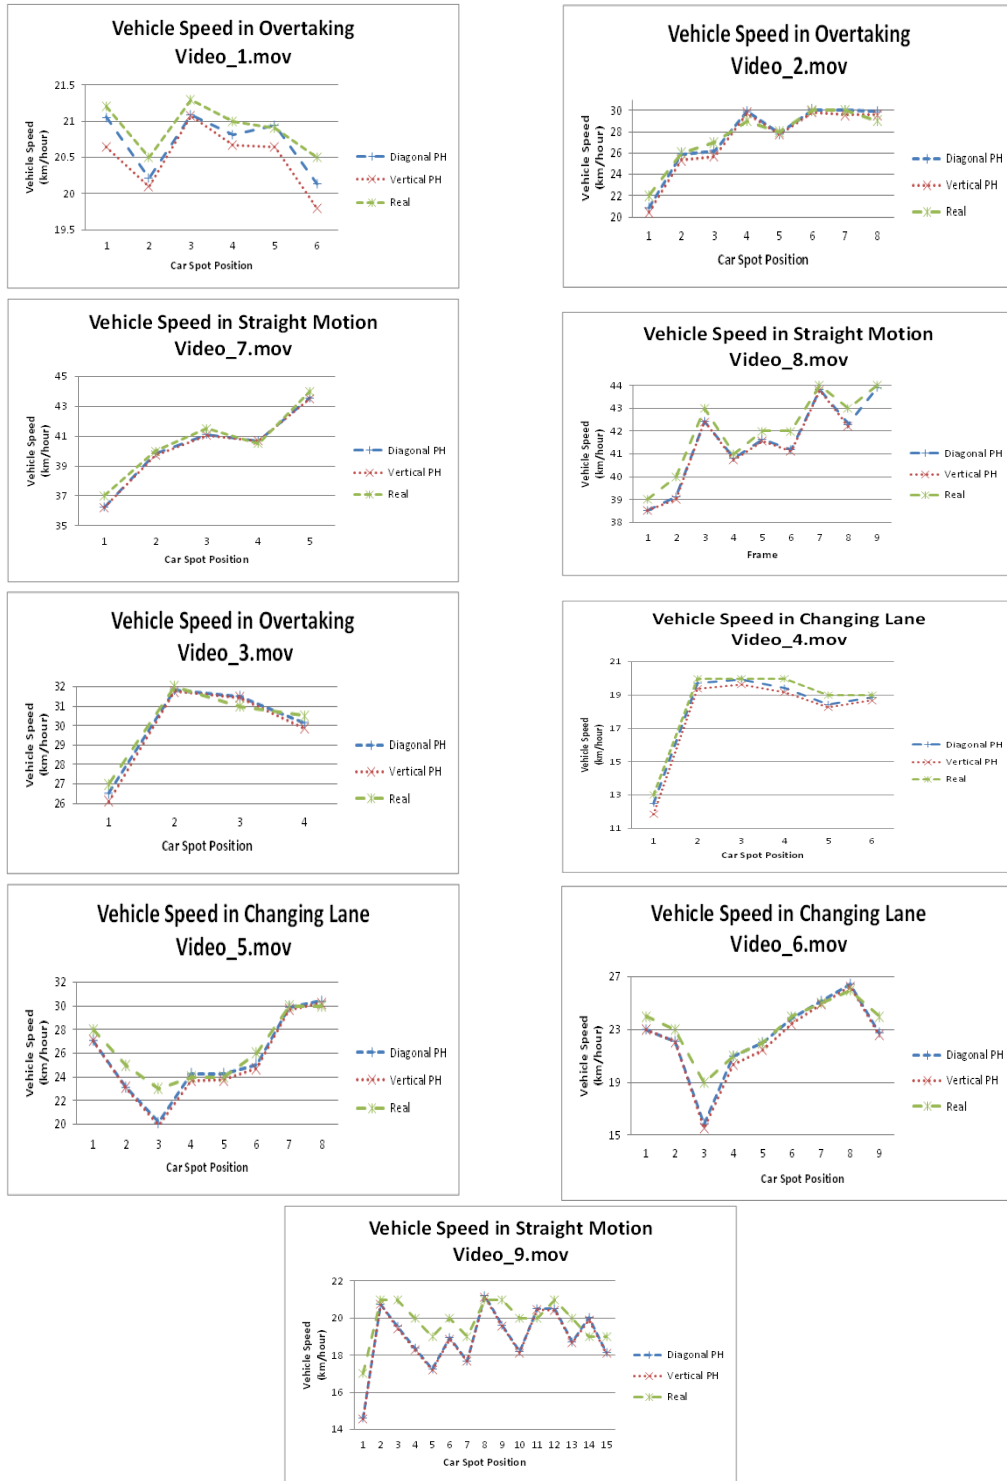 Vehicle Speed in Overtaking
Video_1.mov
Vehicle Speed
(km/hour)
21.5
21
20.5
20
19.5
1 2 3 4 5 6
Car Spot Position
Diagonal PH
Vertical PH
Real
Vehicle Speed in Overtaking
Video_2.mov
Vehicle Speed
(km/hour)
30
28
26
24
22
20
1 2 3 4 5 6 7 8
Car Spot Position
Diagonal PH
Vertical PH
Real
Vehicle Speed in Straight Motion
Video_7.mov
Vehicle Speed
(km/hour)
45
43
41
39
37
35
1 2 3 4 5
Car Spot Position
Diagonal PH
Vertical PH
Real
Vehicle Speed in Straight Motion
Video_8.mov
Vehicle Speed
(km/hour)
44
43
42
41
40
39
38
1 2 3 4 5 6 7 8 9
Frame
Diagonal PH
Vertical PH
Real
Vehicle Speed in Overtaking
Video_3.mov
Vehicle Speed
(km/hour)
32
31
30
29
28
27
26
1 2 3 4
Car Spot Position
Diagonal PH
Vertical PH
Real
Vehicle Speed in Changing Lane
Video_4.mov
Vehicle Speed
(km/hour)
21
19
17
15
13
11
1 2 3 4 5 6
Car Spot Position
Diagonal PH
Vertical PH
Real
Vehicle Speed in Changing Lane
Video_5.mov
Vehicle Speed
(km/hour)
32
30
28
26
24
22
20
1 2 3 4 5 6 7 8
Car Spot Position
Diagonal PH
Vertical PH
Real
Vehicle Speed in Changing Lane
Video_6.mov
Vehicle Speed
(km/hour)
27
23
19
15
1 2 3 4 5 6 7 8 9
Car Spot Position
Diagonal PH
Vertical PH
Real
Vehicle Speed in Straight Motion
Video_9.mov
Vehicle Speed
(km/hour)
22
20
18
16
14
1 2 3 4 5 6 7 8 9 10 11 12 13 14 15
Car Spot Position
Diagonal PH
Vertical PH
Real